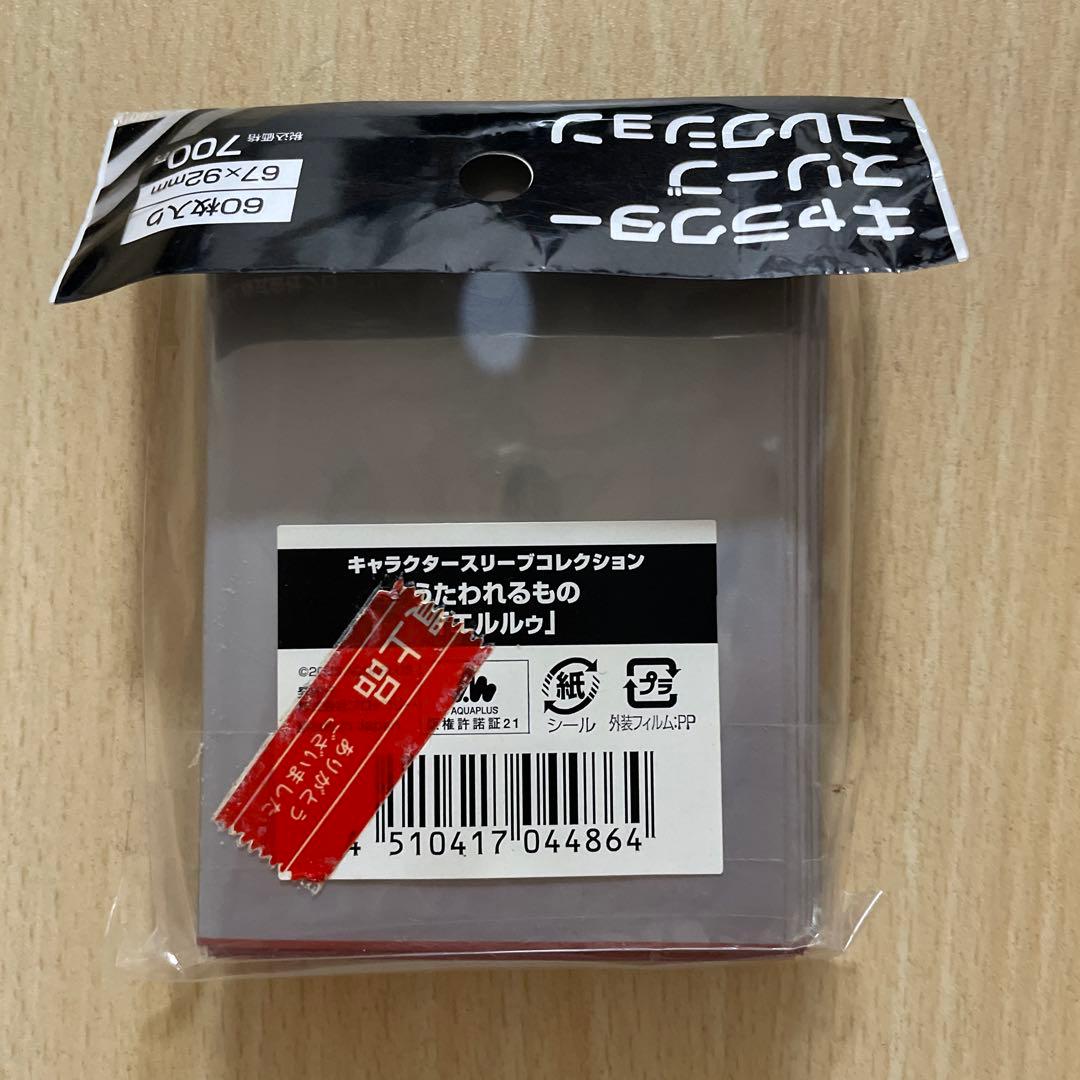 キャラクター
スリーブ
コレクション
60枚入り
67×92mm
税込価格
700円
キャラクタースリーブコレクション
うたわれるもの
「エルルゥ」
AQUAPLUS
権許諾証21
紙
シール
プラ
外装フィルム:PP
買上品
ありがとう
ございました
4 510417 044864